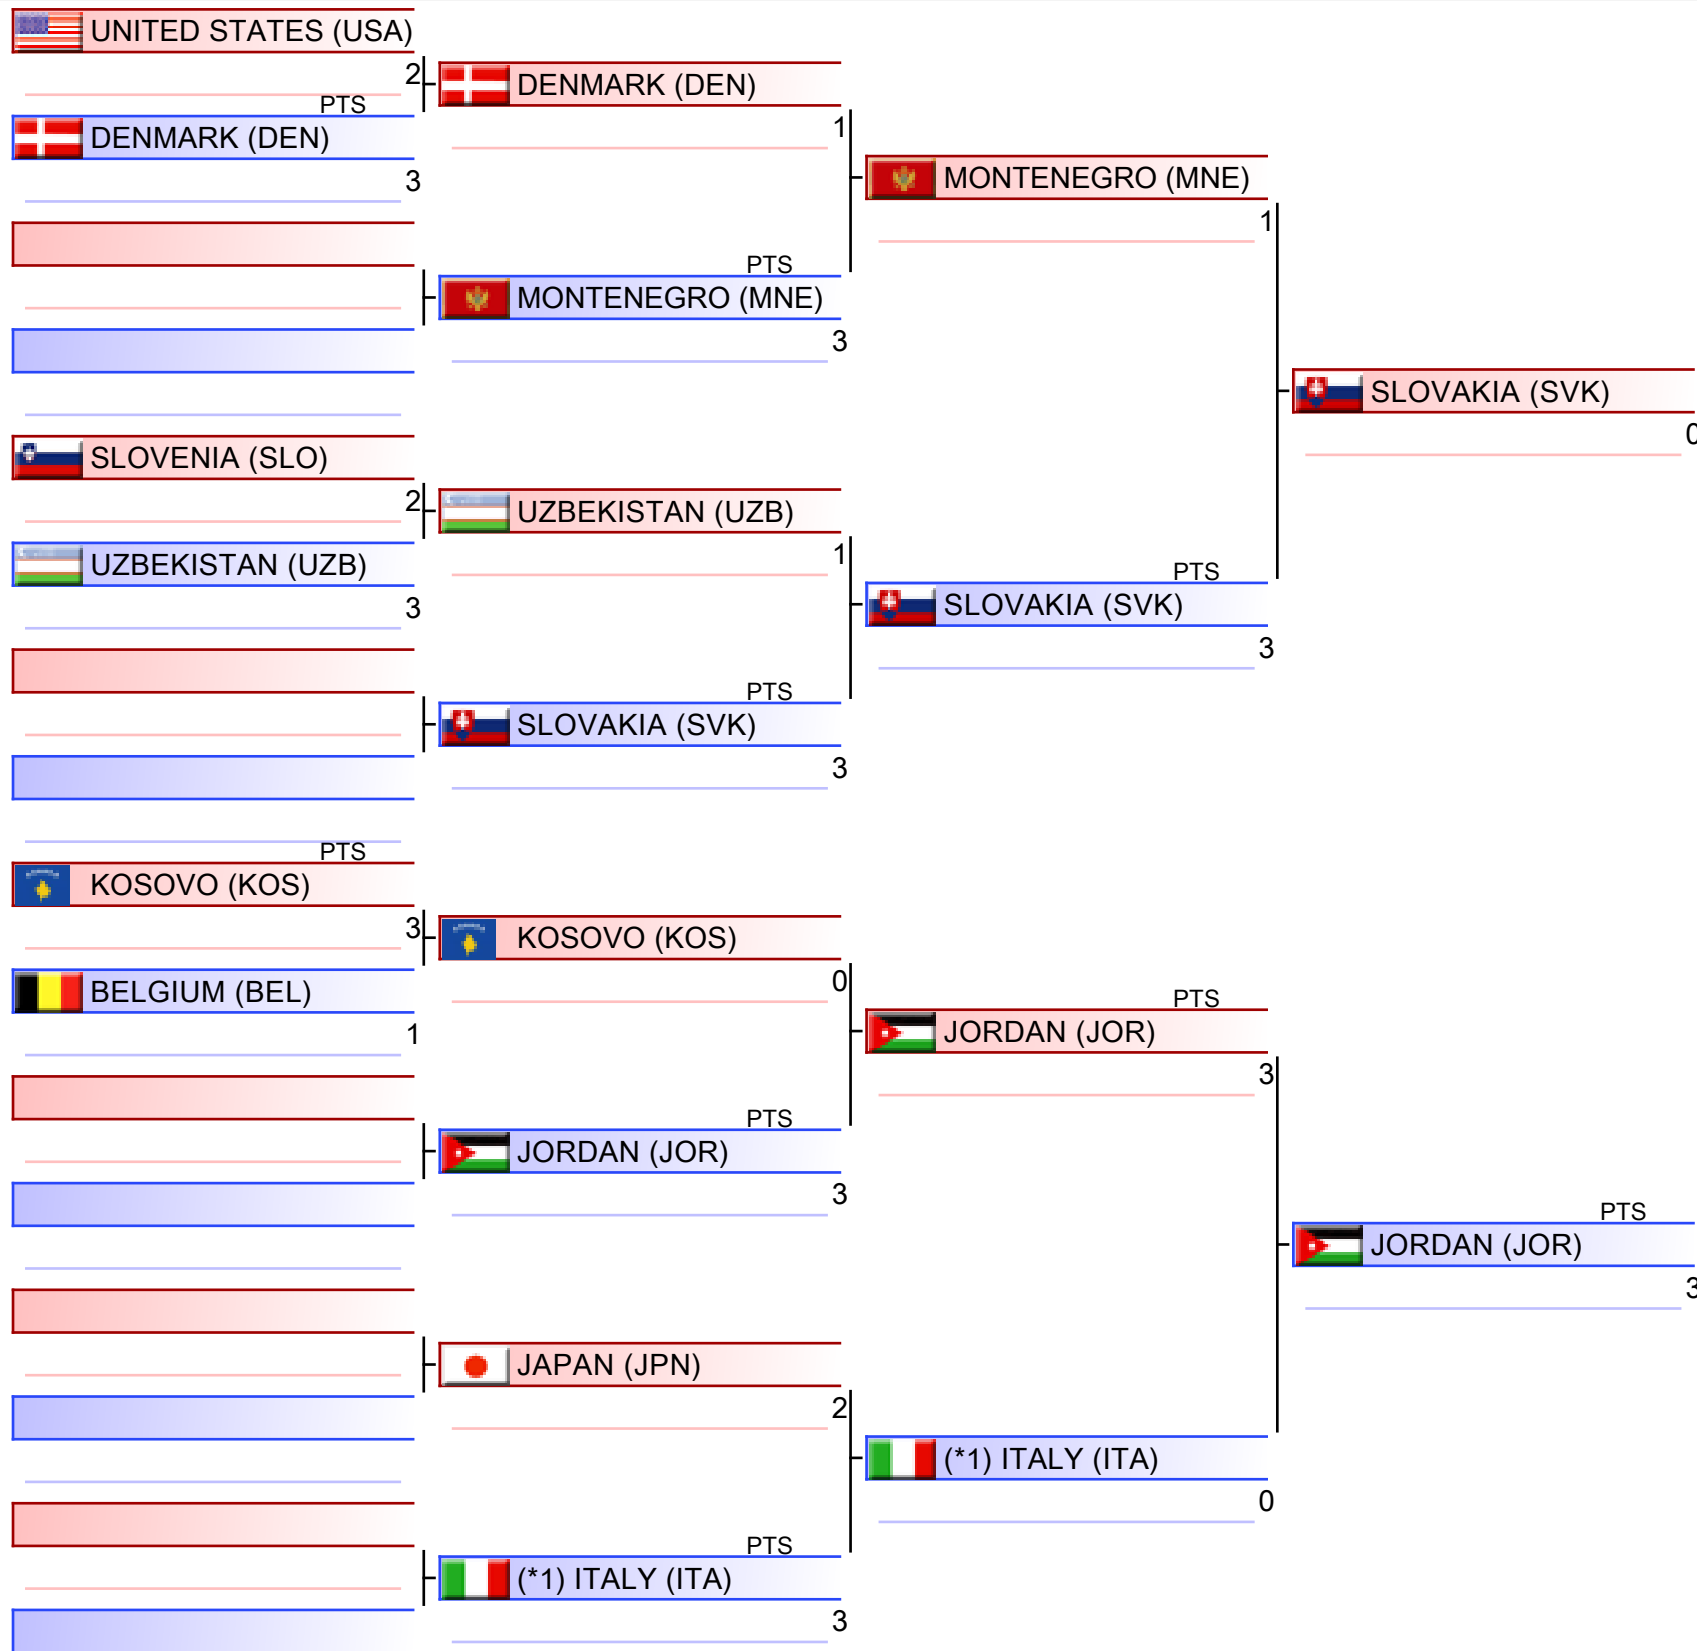 UNITED STATES (USA)
2
PTS
DENMARK (DEN)
3
SLOVENIA (SLO)
2
UZBEKISTAN (UZB)
3
PTS
KOSOVO (KOS)
3
BELGIUM (BEL)
1
DENMARK (DEN)
1
PTS
MONTENEGRO (MNE)
3
UZBEKISTAN (UZB)
1
PTS
SLOVAKIA (SVK)
3
KOSOVO (KOS)
0
PTS
JORDAN (JOR)
3
JAPAN (JPN)
2
PTS
(*1) ITALY (ITA)
3
MONTENEGRO (MNE)
1
PTS
SLOVAKIA (SVK)
3
PTS
JORDAN (JOR)
3
(*1) ITALY (ITA)
0
SLOVAKIA (SVK)
0
PTS
JORDAN (JOR)
3